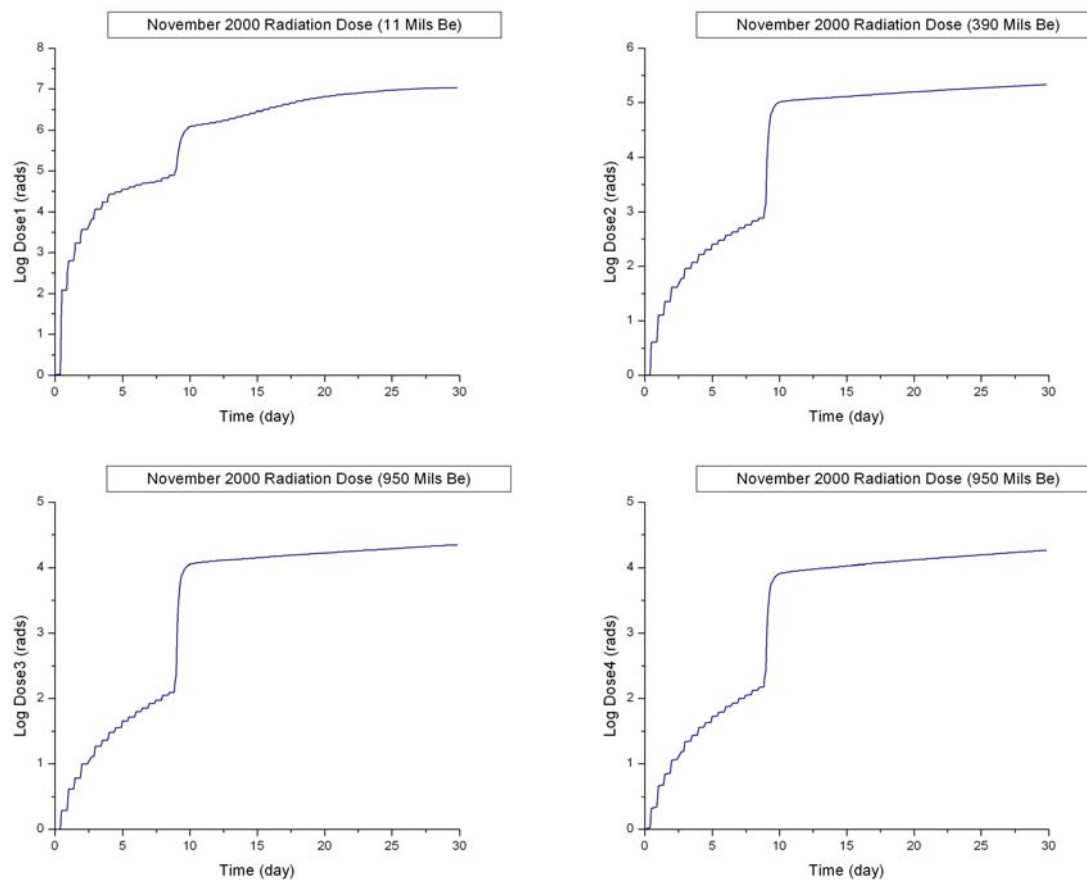 November 2000 Radiation Dose (11 Mils Be)
8
7
6
5
4
3
2
1
0
Log Dose1 (rads)
0 5 10 15 20 25 30
Time (day)
November 2000 Radiation Dose (390 Mils Be)
6
5
4
3
2
1
0
Log Dose2 (rads)
0 5 10 15 20 25 30
Time (day)
November 2000 Radiation Dose (950 Mils Be)
5
4
3
2
1
0
Log Dose3 (rads)
0 5 10 15 20 25 30
Time (day)
November 2000 Radiation Dose (950 Mils Be)
5
4
3
2
1
0
Log Dose4 (rads)
0 5 10 15 20 25 30
Time (day)